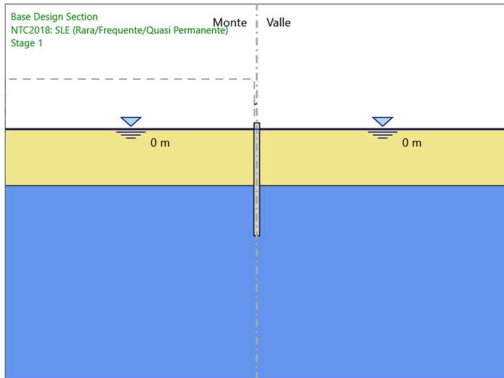 Base Design Section
NTC2018: SLE (Rara/Frequente/Quasi Permanente)
Stage 1
Monte
Valle
0 m
0 m